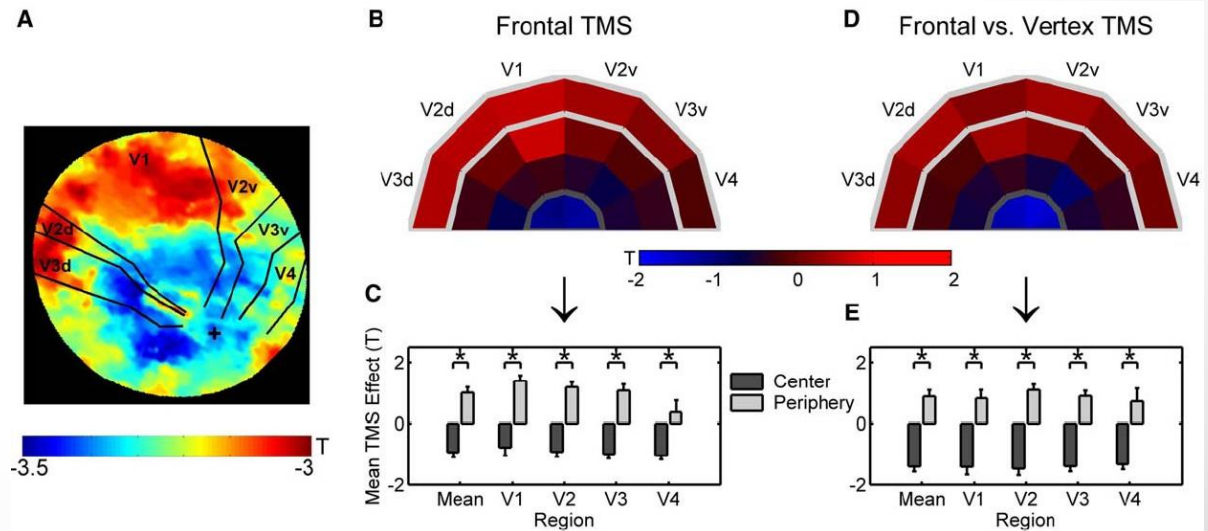 A
V1
V2v
V2d
V3v
V3d
V4
-3.5
-3
T
B
Frontal TMS
V1
V2v
V2d
V3v
V3d
V4
D
Frontal vs. Vertex TMS
V1
V2v
V2d
V3v
V3d
V4
T
-2
-1
0
1
2
C
Mean TMS Effect (T)
2
0
-2
* * * * *
Mean V1 V2 V3 V4
Region
Center
Periphery
E
2
0
-2
* * * * *
Mean V1 V2 V3 V4
Region